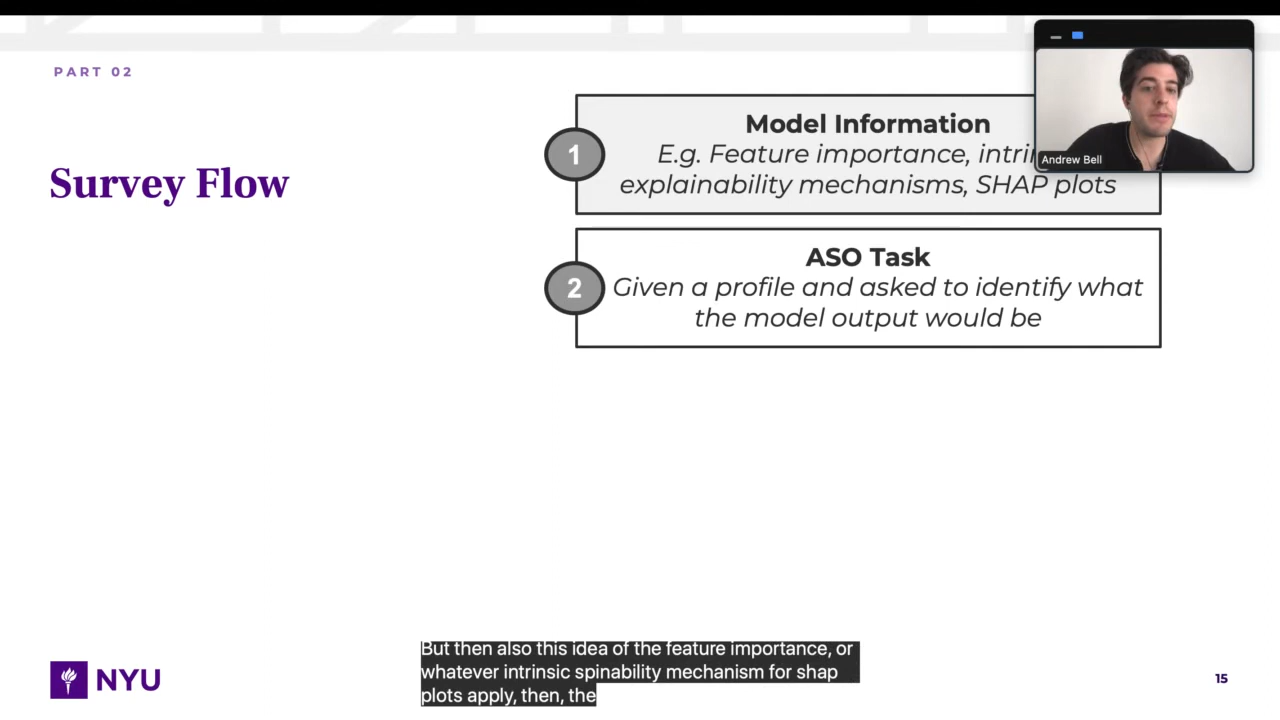 PART 02
Survey Flow
1
Model Information
E.g. Feature importance,
explainability mechanisms, SHAP plots
2
ASO Task
Given a profile and asked to identify what
the model output would be
Andrew Bell
But then also this idea of the feature importance, or
whatever intrinsic spinability mechanism for shap
plots apply, then, the
NYU
15